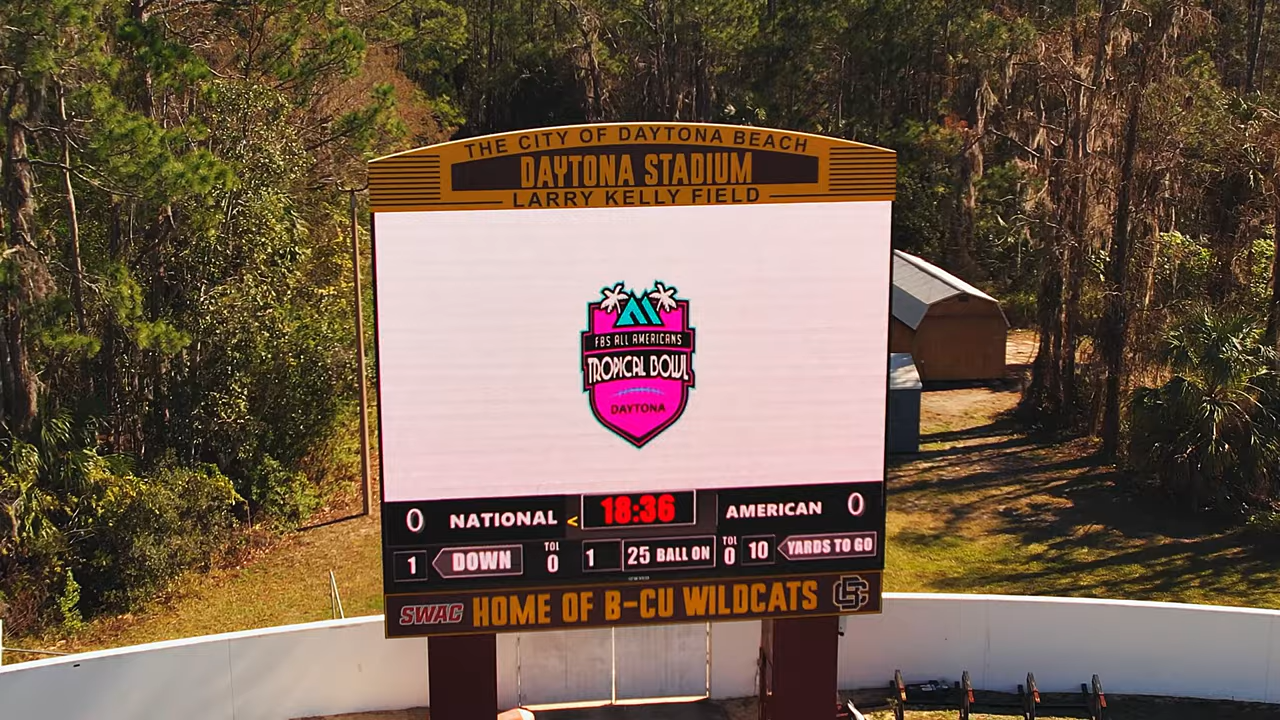 THE CITY OF DAYTONA BEACH
DAYTONA STADIUM
LARRY KELLY FIELD
FBS ALL AMERICANS
TROPICAL BOWL
DAYTONA
0 NATIONAL < 18:36 AMERICAN 0
1 DOWN TOL 0 1 25 BALL ON TOL 0 10 YARDS TO GO
SWAC HOME OF B-CU WILDCATS BC